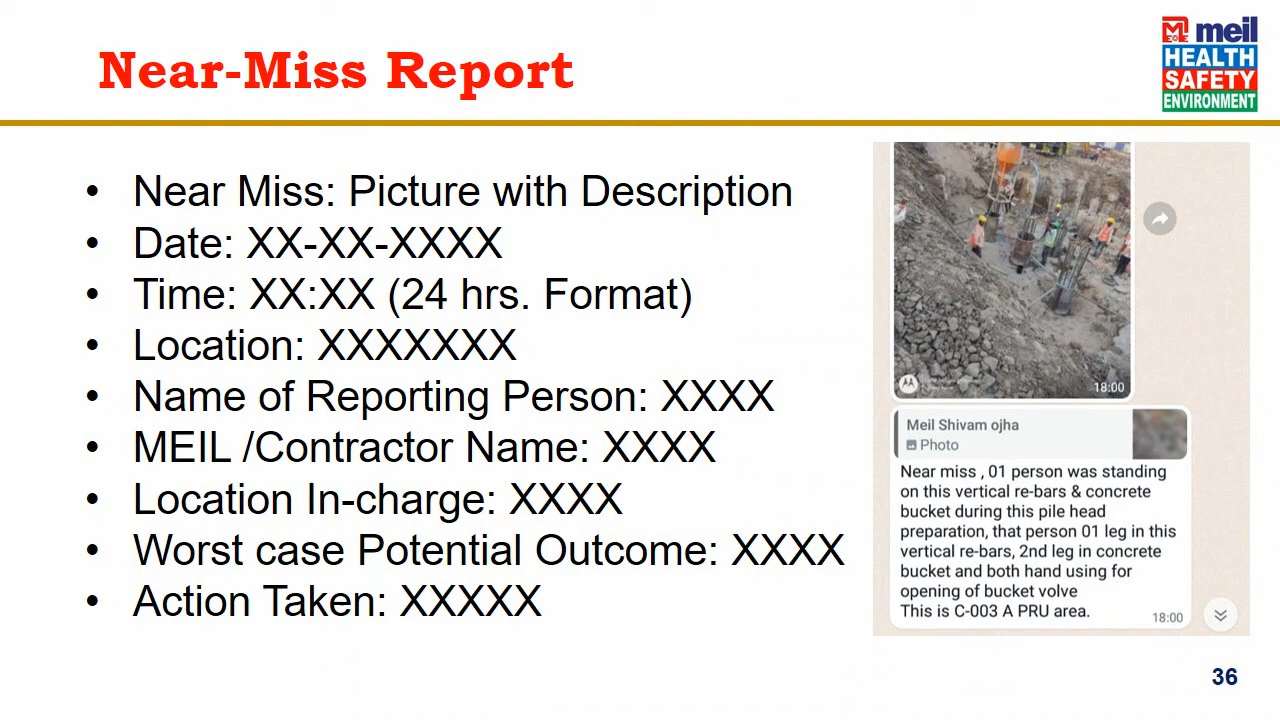 Near-Miss Report
meil
HEALTH
SAFETY
ENVIRONMENT
• Near Miss: Picture with Description
• Date: XX-XX-XXXX
• Time: XX:XX (24 hrs. Format)
• Location: XXXXXXX
• Name of Reporting Person: XXXX
• MEIL /Contractor Name: XXXX
• Location In-charge: XXXX
• Worst case Potential Outcome: XXXX
• Action Taken: XXXXX
18:00
Meil Shivam ojha
Photo
Near miss , 01 person was standing
on this vertical re-bars & concrete
bucket during this pile head
preparation, that person 01 leg in this
vertical re-bars, 2nd leg in concrete
bucket and both hand using for
opening of bucket volve
This is C-003 A PRU area.
18:00
36